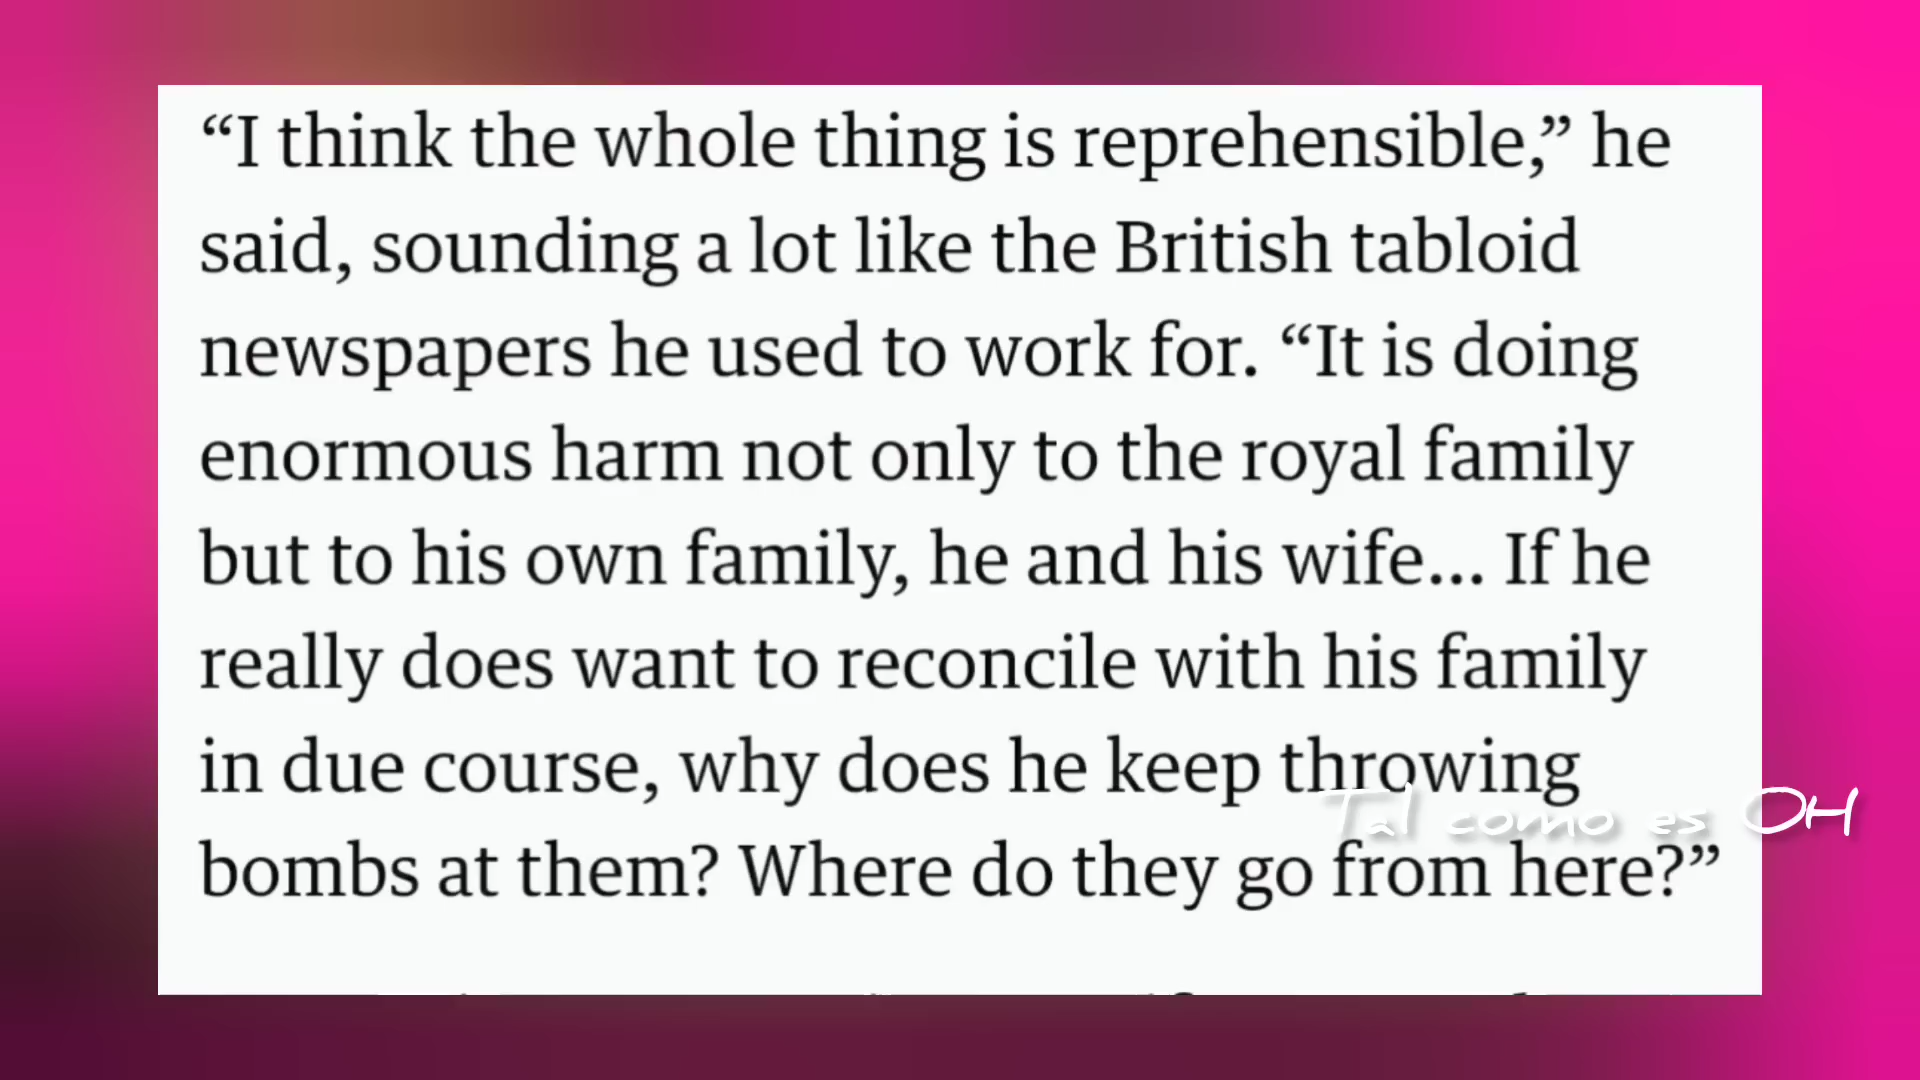 “I think the whole thing is reprehensible,” he
said, sounding a lot like the British tabloid
newspapers he used to work for. “It is doing
enormous harm not only to the royal family
but to his own family, he and his wife... If he
really does want to reconcile with his family
in due course, why does he keep throwing
Tal como es OH
bombs at them? Where do they go from here?”